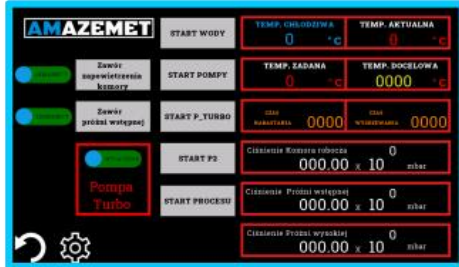 AMAZEMET
START WODY
TEMP. CHŁODZIWA
0 °C
TEMP. AKTUALNA
0 °C
Zawór
zapowietrzenia
komory
START POMPY
TEMP. ZADANA
0 °C
TEMP. DOCELOWA
0000 °C
Zawór
próżni wstępnej
START P_TURBO
CZAS
NARASTANIA 0000
CZAS
WYGRZEWANIA 0000
START P2
Ciśnienie Komora robocza
000.00 x 10 0 mbar
Pompa
Turbo
START PROCESU
Ciśnienie Próżni wstępnej
000.00 x 10 0 mbar
Ciśnienie Próżni wysokiej
000.00 x 10 0 mbar